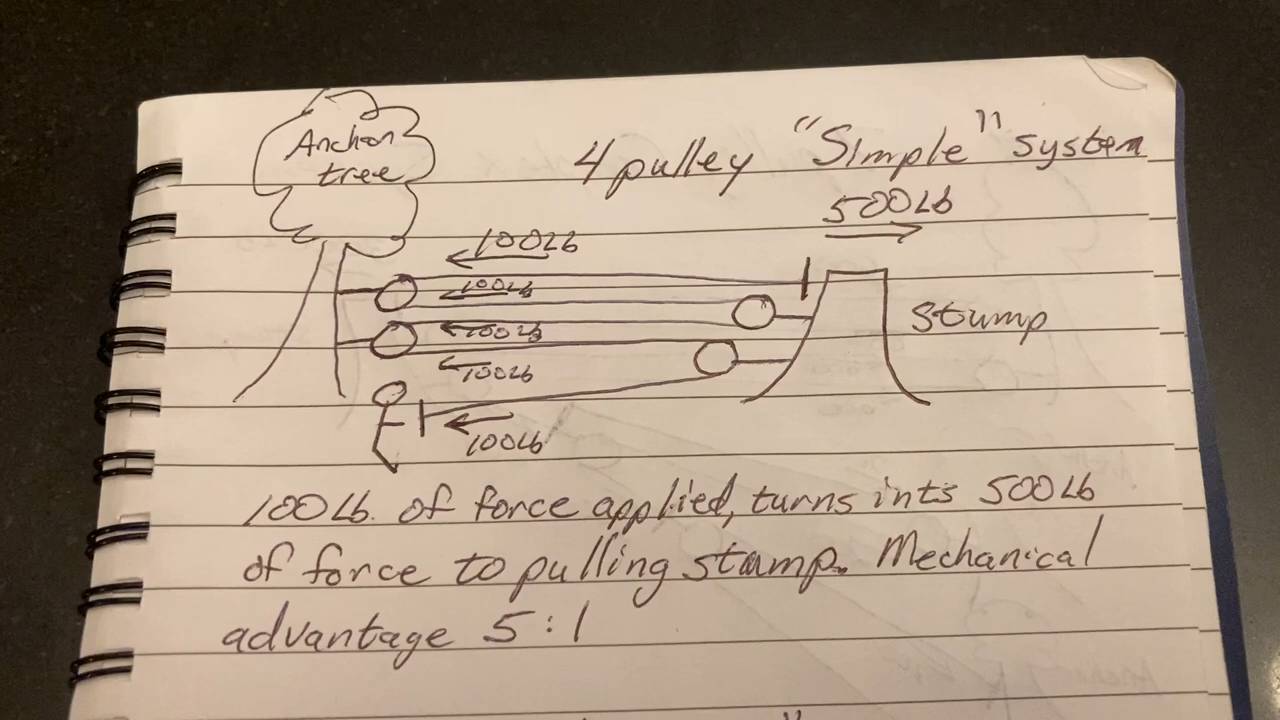 Anchor
tree
4 pulley "Simple" system
500Lb
100Lb
100Lb
100Lb
100Lb
100Lb
Stump
100Lb. of force applied, turns ints 500Lb
of force to pulling stump. Mechanical
advantage 5:1